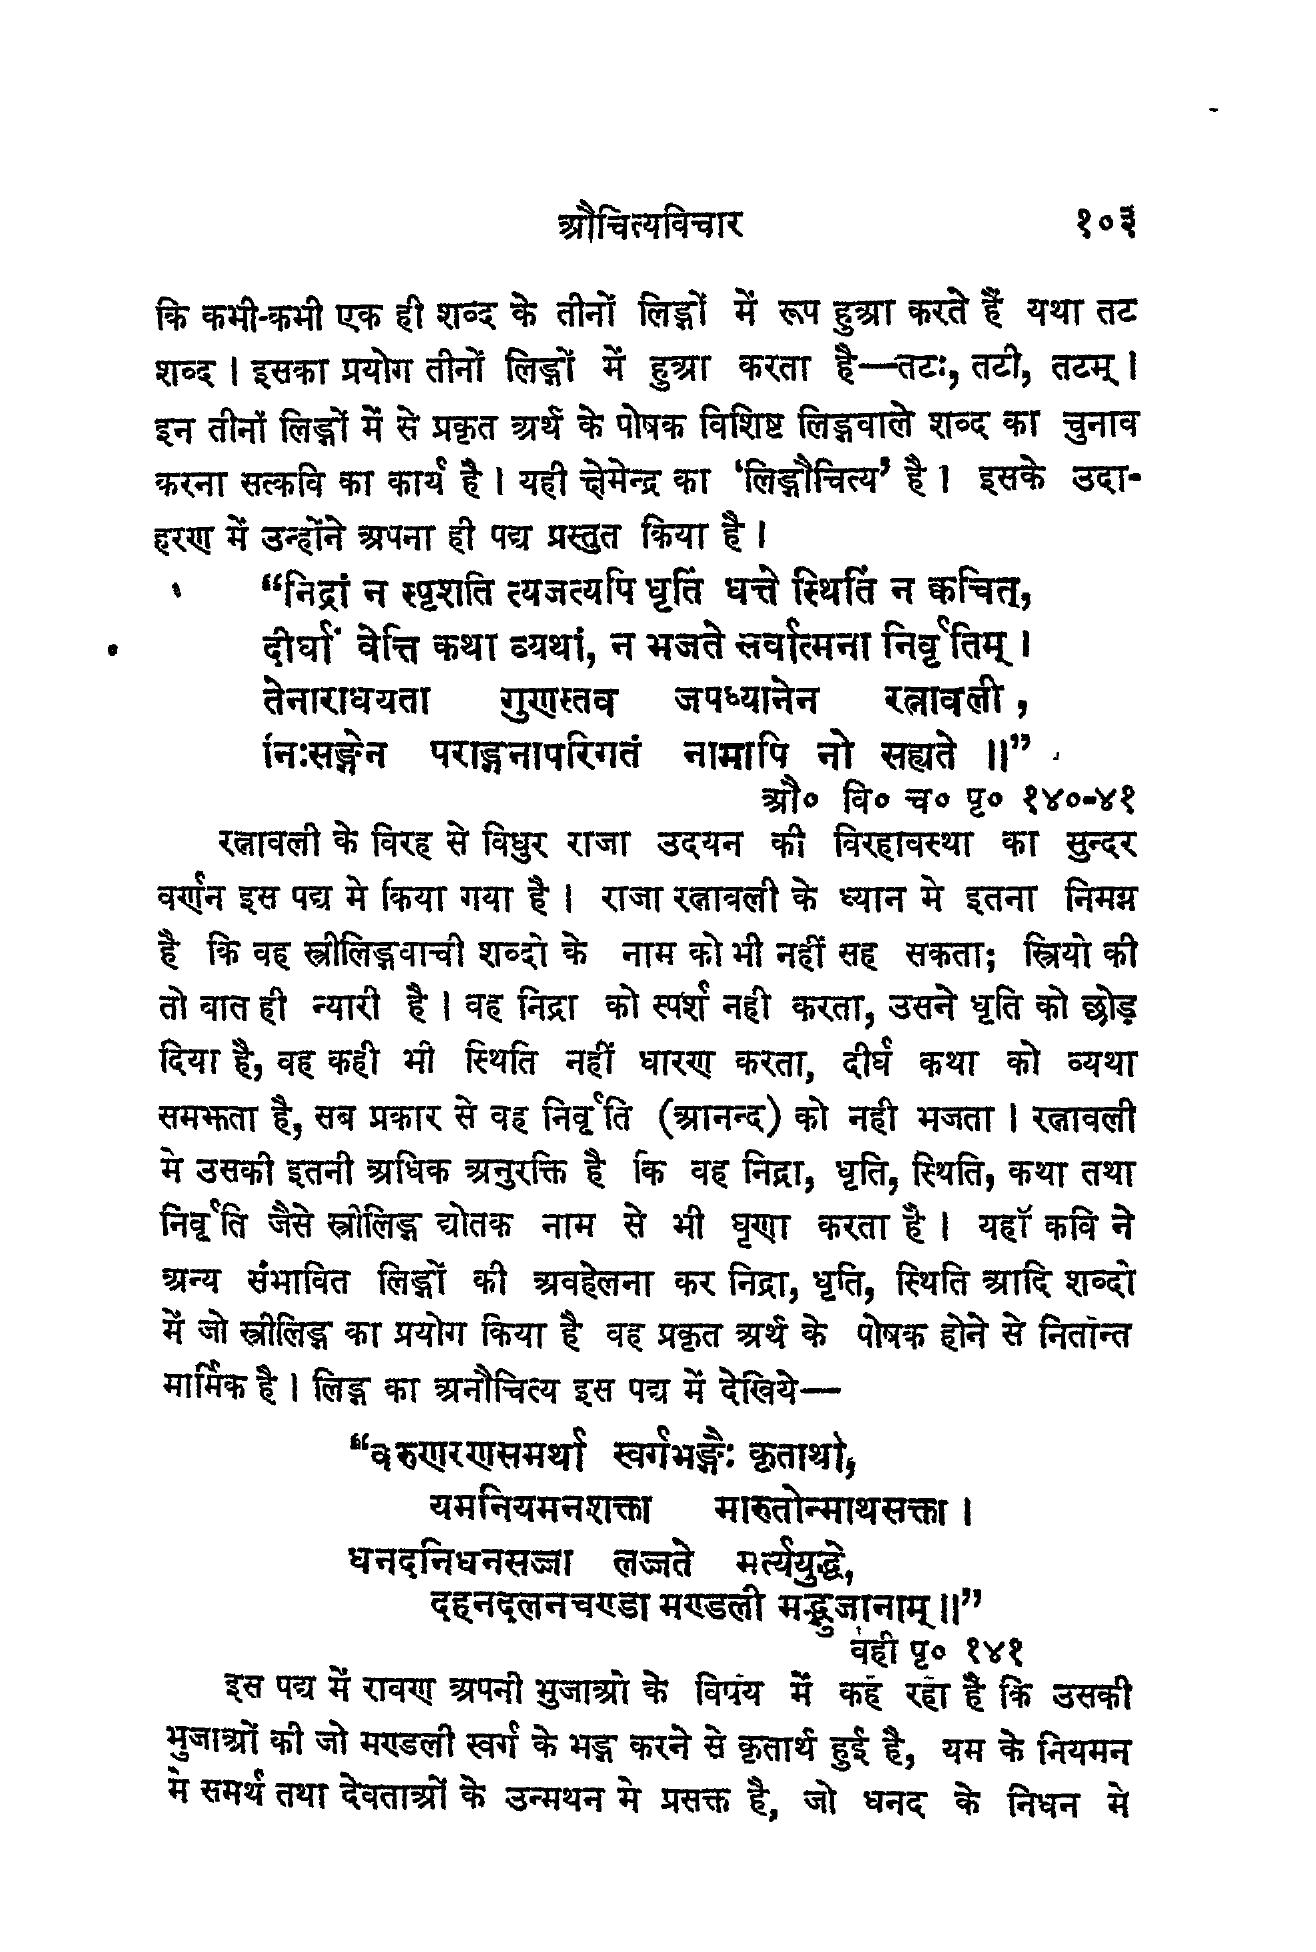 औचित्यविचार १०३
कि कभी-कभी एक ही शब्द के तीनों लिङ्गों में रूप हुआ करते हैं यथा तट
शब्द । इसका प्रयोग तीनों लिङ्गों में हुआ करता है—तटः, तटी, तटम् ।
इन तीनों लिङ्गों में से प्रकृत अर्थ के पोषक विशिष्ट लिङ्गवाले शब्द का चुनाव
करना सत्कवि का कार्य है । यही क्षेमेन्द्र का ‘लिङ्गौचित्य’ है । इसके उदा-
हरण में उन्होंने अपना ही पद्य प्रस्तुत किया है ।
“निद्रां न स्पृशति त्यजत्यपि धृतिं धत्ते स्थितिं न क्वचित्,
दीर्घां वेत्ति कथा व्यथां, न भजते सर्वात्मना निर्वृतिम् ।
तेनाराधयता गुणस्तव जपध्यानेन रत्नावली ,
निःसङ्गेन पराङ्गनापरिगतं नामापि नो सह्यते ॥”
औ० वि० च० पृ० १४०-४१
रत्नावली के विरह से विधुर राजा उदयन की विरहावस्था का सुन्दर
वर्णन इस पद्य मे किया गया है । राजा रत्नावली के ध्यान मे इतना निमग्न
है कि वह स्त्रीलिङ्गवाची शब्दो के नाम को भी नहीं सह सकता; स्त्रियो की
तो वात ही न्यारी है । वह निद्रा को स्पर्श नही करता, उसने धृति को छोड़
दिया है, वह कही भी स्थिति नहीं धारण करता, दीर्घ कथा को व्यथा
समझता है, सब प्रकार से वह निर्वृति (आनन्द) को नही भजता । रत्नावली
मे उसकी इतनी अधिक अनुरक्ति है कि वह निद्रा, धृति, स्थिति, कथा तथा
निर्वृति जैसे स्त्रीलिङ्ग द्योतक नाम से भी घृणा करता है । यहाँ कवि ने
अन्य संभावित लिङ्गों की अवहेलना कर निद्रा, धृति, स्थिति आदि शब्दो
में जो स्त्रीलिङ्ग का प्रयोग किया है वह प्रकृत अर्थ के पोषक होने से नितान्त
मार्मिक है । लिङ्ग का अनौचित्य इस पद्य में देखिये—
“वरुणरणसमर्था स्वर्गभङ्गैः कृतार्था,
यमनियमनशक्ता मारुतोन्माथसक्ता ।
धनदनिधनसज्जा लज्जते मर्त्ययुद्धे,
दहनदलनचण्डा मण्डली मद्भुजानाम् ॥”
वही पृ० १४१
इस पद्य में रावण अपनी भुजाओ के विषय में कह रहा है कि उसकी
भुजाओं की जो मण्डली स्वर्ग के भङ्ग करने से कृतार्थ हुई है, यम के नियमन
मे समर्थ तथा देवताओं के उन्मथन मे प्रसक्त है, जो धनद के निधन मे